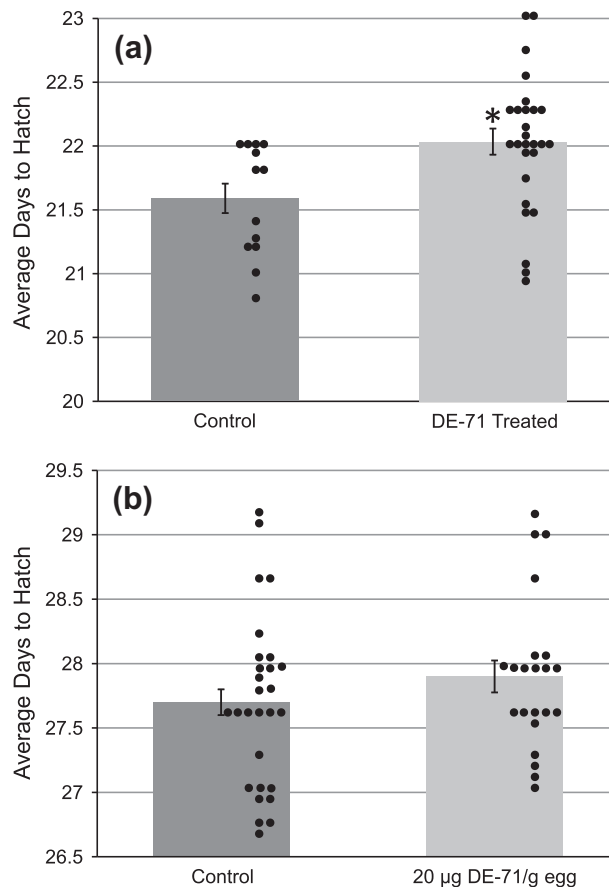 23
(a)
22.5
*
22
21.5
21
20.5
20
Average Days to Hatch
Control
DE-71 Treated
29.5
(b)
29
28.5
28
27.5
27
26.5
Average Days to Hatch
Control
20 µg DE-71/g egg